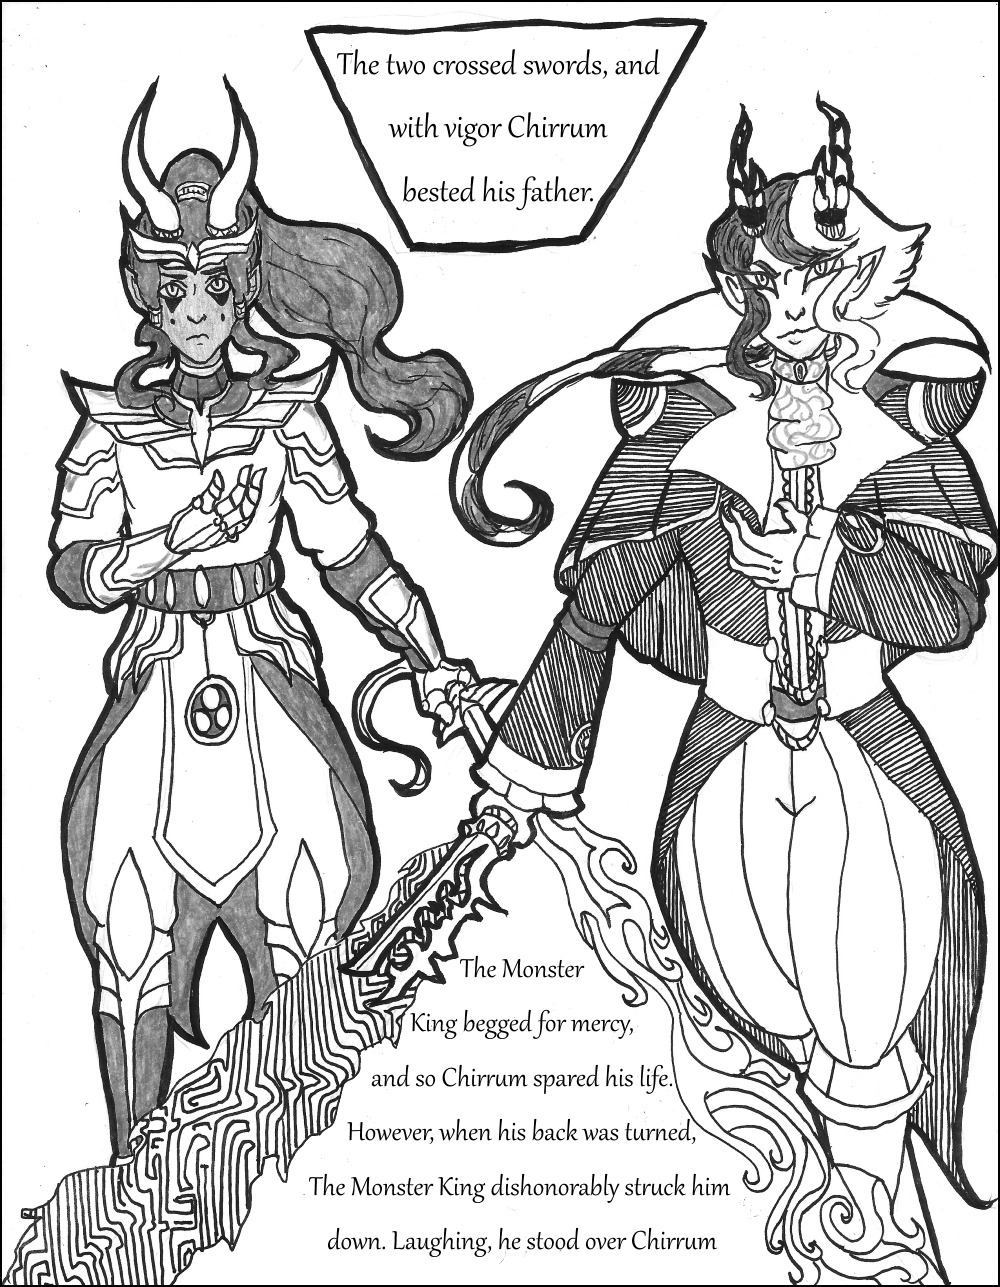 The two crossed swords, and
with vigor Chirrum
bested his father.
The Monster
King begged for mercy,
and so Chirrum spared his life.
However, when his back was turned,
The Monster King dishonorably struck him
down. Laughing, he stood over Chirrum